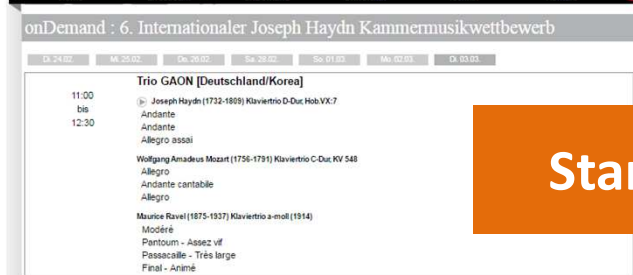 onDemand : 6. Internationaler Joseph Haydn Kammermusikwettbewerb
Di. 24.02. Mi. 25.02. Do. 26.02. Sa. 28.02. So. 01.03. Mo. 02.03. Di. 03.03.
Trio GAON [Deutschland/Korea]
11:00
bis
12:30
Joseph Haydn (1732-1809) Klaviertrio D-Dur, Hob.VX:7
Andante
Andante
Allegro assai
Wolfgang Amadeus Mozart (1756-1791) Klaviertrio C-Dur, KV 548
Allegro
Andante cantabile
Allegro
Maurice Ravel (1875-1937) Klaviertrio a-moll (1914)
Modéré
Pantoum - Assez vif
Passacaille - Très large
Final - Animé